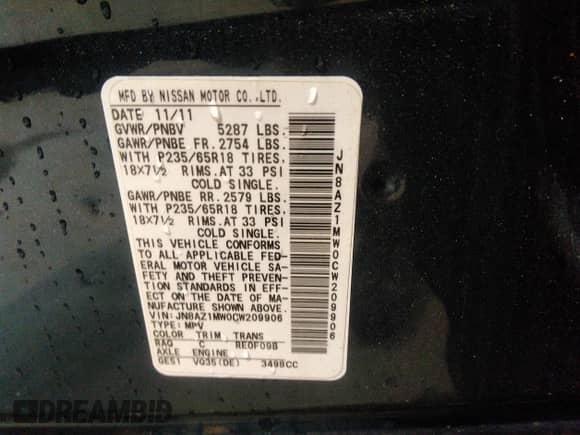 MFD BY NISSAN MOTOR CO.,LTD.
DATE 11/11
GVWR/PNBV 5287 LBS.
GAWR/PNBE FR.2754 LBS.
WITH P235/65R18 TIRES,
18X7½ RIMS.AT 33 PSI
COLD SINGLE.
GAWR/PNBE RR.2579 LBS.
WITH P235/65R18 TIRES,
18X7½ RIMS.AT 33 PSI
COLD SINGLE.
THIS VEHICLE CONFORMS
TO ALL APPLICABLE FED-
ERAL MOTOR VEHICLE SA-
FETY AND THEFT PREVEN-
TION STANDARDS IN EFF-
ECT ON THE DATE OF MA-
NUFACTURE SHOWN ABOVE.
VIN:JN8AZ1MW0CW209906
TYPE:MPV
COLOR TRIM TRANS
RAQ C RE0F09B
AXLE ENGINE
GE51 VQ35(DE) 3498CC
JN8AZ1MW0CW209906
DREAMBID